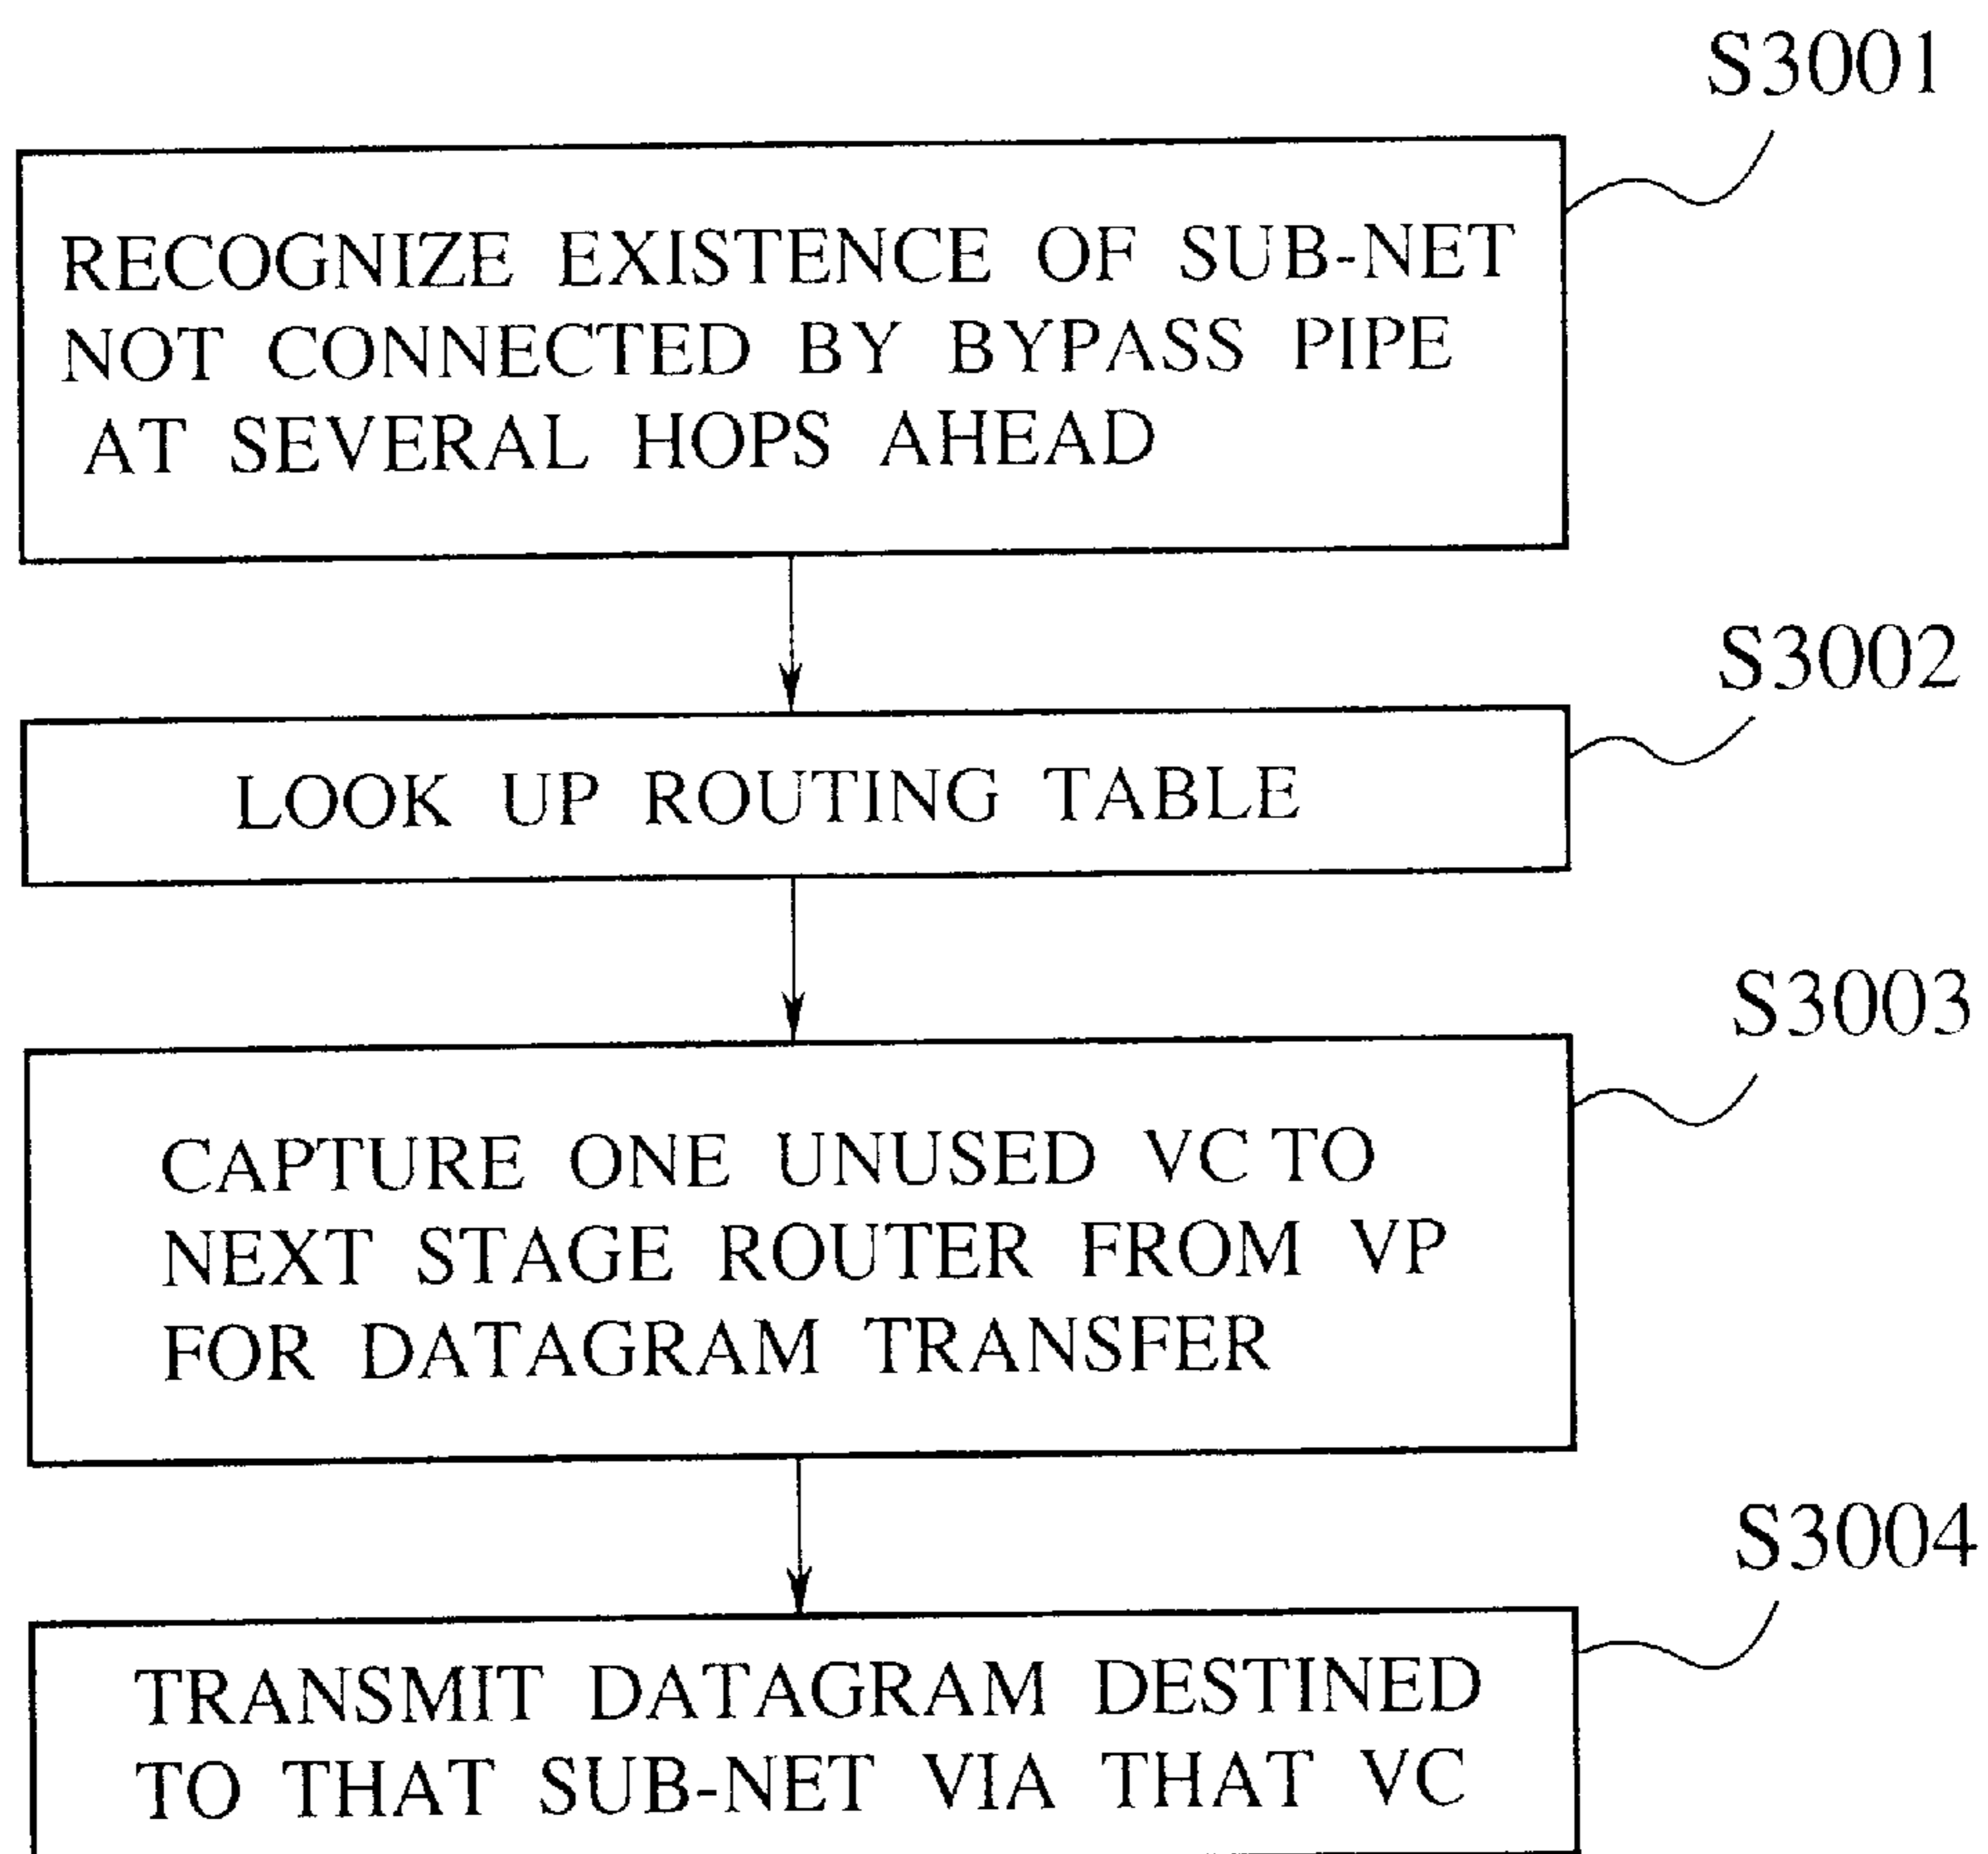 S3001
RECOGNIZE EXISTENCE OF SUB-NET
NOT CONNECTED BY BYPASS PIPE
AT SEVERAL HOPS AHEAD
S3002
LOOK UP ROUTING TABLE
S3003
CAPTURE ONE UNUSED VC TO
NEXT STAGE ROUTER FROM VP
FOR DATAGRAM TRANSFER
S3004
TRANSMIT DATAGRAM DESTINED
TO THAT SUB-NET VIA THAT VC